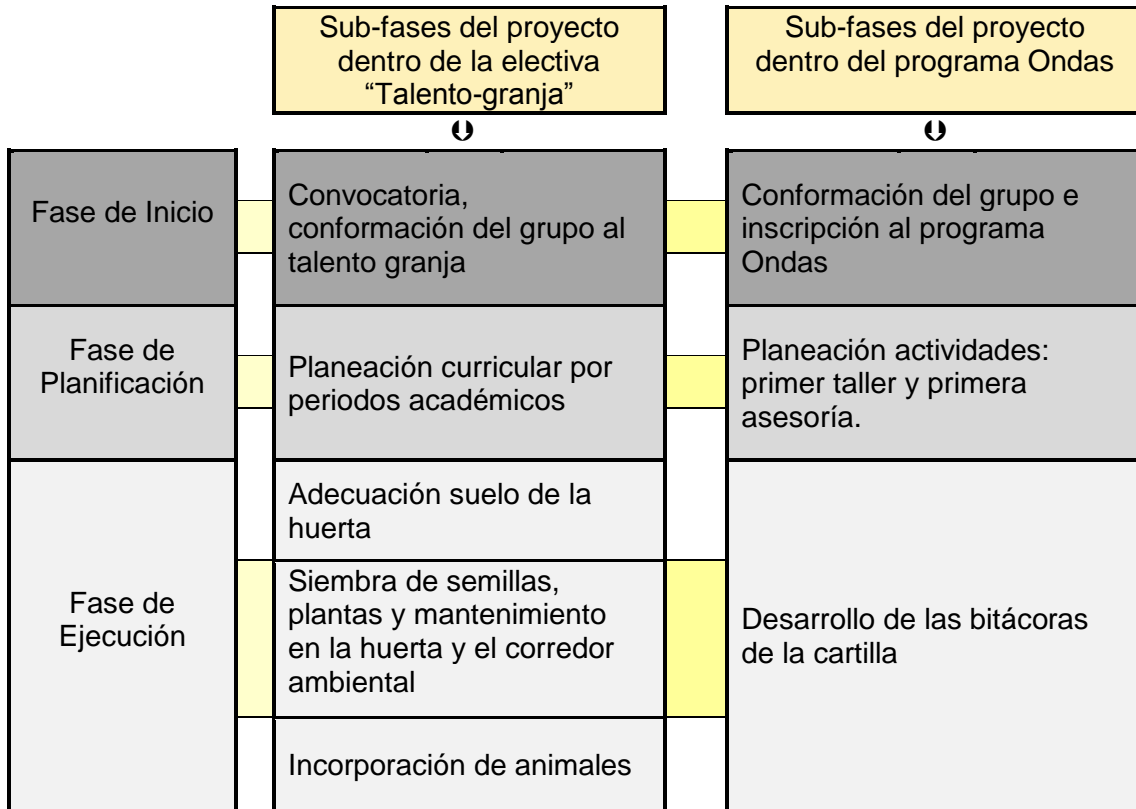 Sub-fases del proyecto
dentro de la electiva
“Talento-granja”
Sub-fases del proyecto
dentro del programa Ondas
Fase de Inicio
Convocatoria,
conformación del grupo al
talento granja
Conformación del grupo e
inscripción al programa
Ondas
Fase de
Planificación
Planeación curricular por
periodos académicos
Planeación actividades:
primer taller y primera
asesoría.
Fase de
Ejecución
Adecuación suelo de la
huerta
Siembra de semillas,
plantas y mantenimiento
en la huerta y el corredor
ambiental
Incorporación de animales
Desarrollo de las bitácoras
de la cartilla